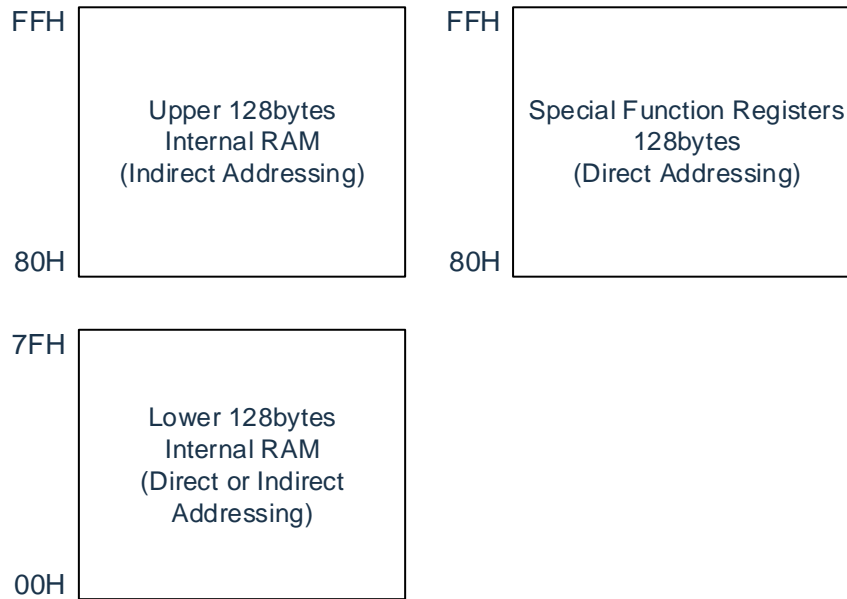 FFH
Upper 128bytes
Internal RAM
(Indirect Addressing)
80H
FFH
Special Function Registers
128bytes
(Direct Addressing)
80H
7FH
Lower 128bytes
Internal RAM
(Direct or Indirect
Addressing)
00H